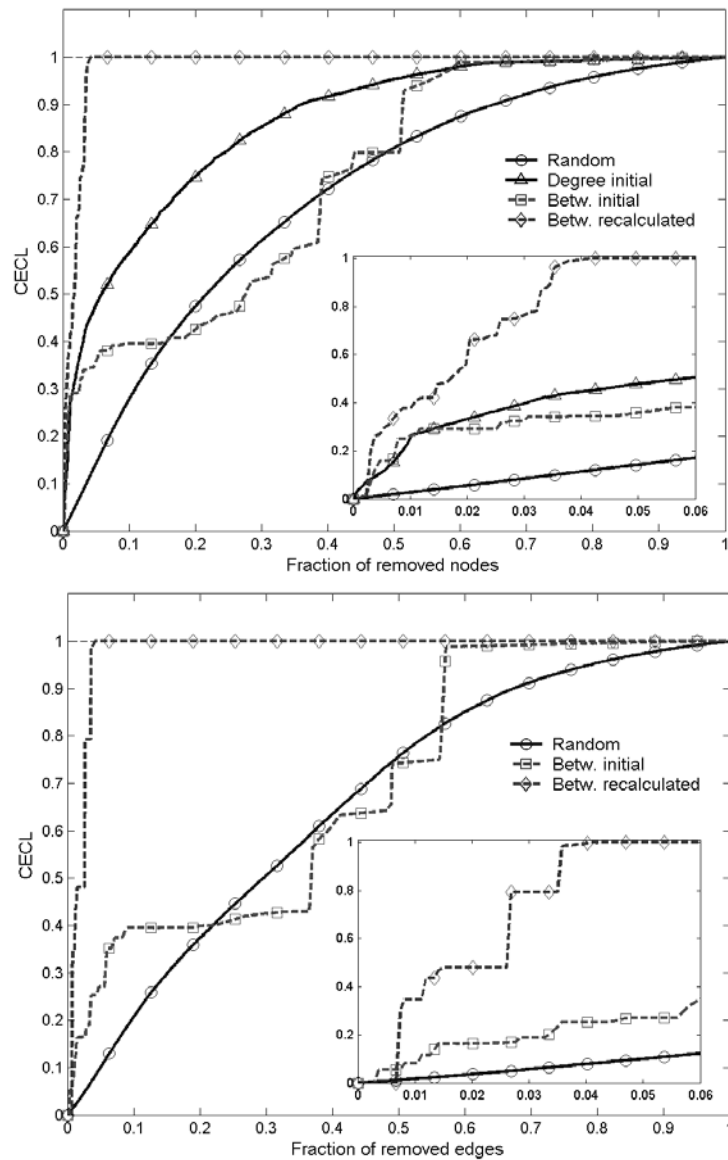 1
0.9
0.8
0.7
0.6
0.5
0.4
0.3
0.2
0.1
0
CECL
Random
Degree initial
Betw. initial
Betw. recalculated
1
0.8
0.6
0.4
0.2
0
0 0.01 0.02 0.03 0.04 0.05 0.06
0 0.1 0.2 0.3 0.4 0.5 0.6 0.7 0.8 0.9 1
Fraction of removed nodes
1
0.9
0.8
0.7
0.6
0.5
0.4
0.3
0.2
0.1
0
CECL
Random
Betw. initial
Betw. recalculated
1
0.8
0.6
0.4
0.2
0
0 0.01 0.02 0.03 0.04 0.05 0.06
0 0.1 0.2 0.3 0.4 0.5 0.6 0.7 0.8 0.9 1
Fraction of removed edges